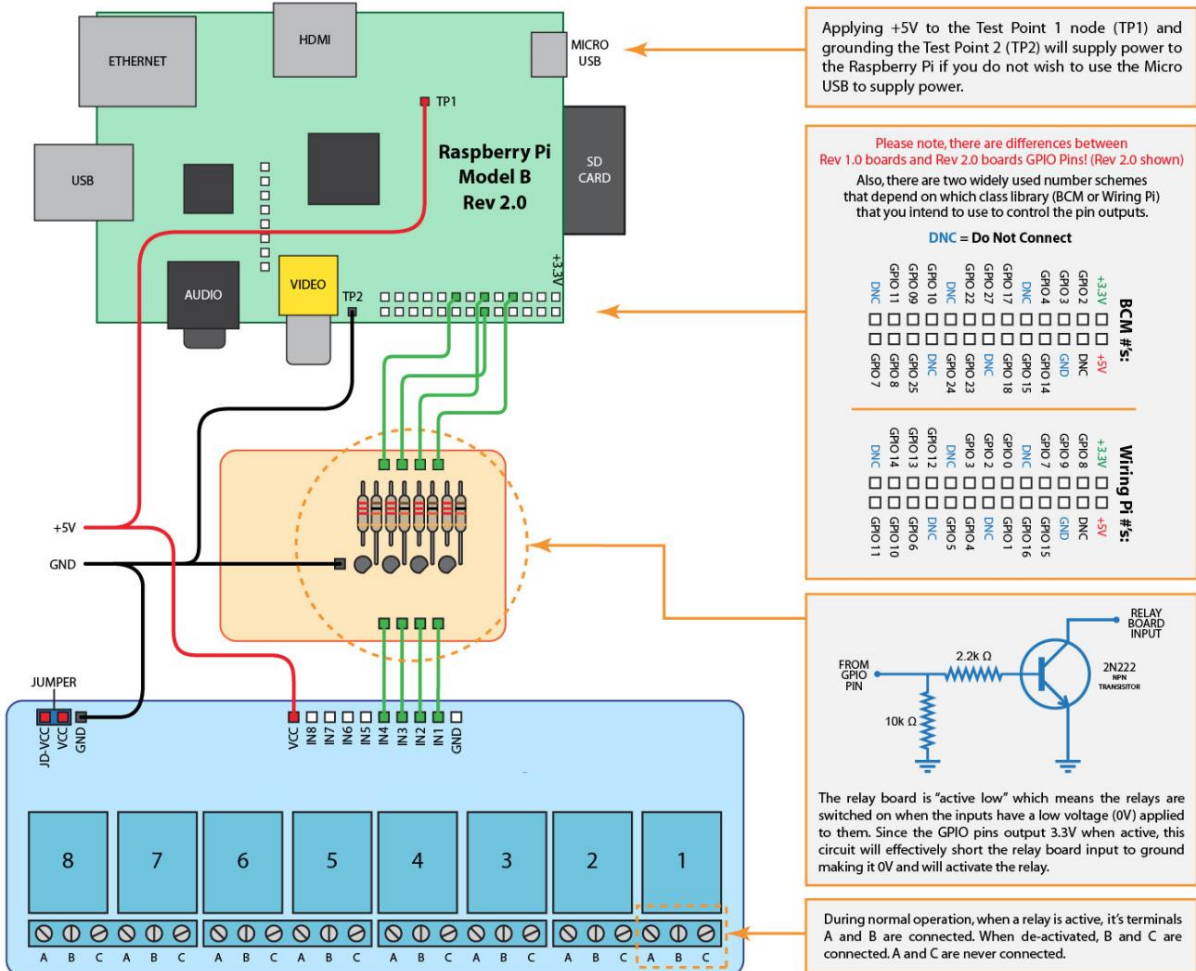 ETHERNET
HDMI
MICRO
USB
TP1
Raspberry Pi
Model B
Rev 2.0
SD
CARD
USB
AUDIO
VIDEO
TP2
+3.3V
+5V
GND
JUMPER
JD-VCC
VCC
GND
VCC
IN8
IN7
IN6
IN5
IN4
IN3
IN2
IN1
GND
8
7
6
5
4
3
2
1
A B C A B C A B C A B C A B C A B C A B C A B C
Applying +5V to the Test Point 1 node (TP1) and
grounding the Test Point 2 (TP2) will supply power to
the Raspberry Pi if you do not wish to use the Micro
USB to supply power.
Please note, there are differences between
Rev 1.0 boards and Rev 2.0 boards GPIO Pins! (Rev 2.0 shown)
Also, there are two widely used number schemes
that depend on which class library (BCM or Wiring Pi)
that you intend to use to control the pin outputs.
DNC = Do Not Connect
BCM #'s:
+3.3V
GPIO 2
GPIO 3
GPIO 4
DNC
GPIO 17
GPIO 27
GPIO 22
DNC
GPIO 10
GPIO 09
GPIO 11
DNC
+5V
DNC
GND
GPIO 14
GPIO 15
GPIO 18
DNC
GPIO 23
GPIO 24
DNC
GPIO 25
GPIO 8
GPIO 7
Wiring Pi #'s:
+3.3V
GPIO 8
GPIO 9
GPIO 7
DNC
GPIO 0
GPIO 2
GPIO 3
DNC
GPIO 12
GPIO 13
GPIO 14
DNC
+5V
DNC
GND
GPIO 15
GPIO 16
GPIO 1
DNC
GPIO 4
GPIO 5
DNC
GPIO 6
GPIO 10
GPIO 11
RELAY
BOARD
INPUT
FROM
GPIO
PIN
2.2k Ω
10k Ω
2N222
NPN
TRANSISITOR
The relay board is "active low" which means the relays are
switched on when the inputs have a low voltage (0V) applied
to them. Since the GPIO pins output 3.3V when active, this
circuit will effectively short the relay board input to ground
making it 0V and will activate the relay.
During normal operation, when a relay is active, it's terminals
A and B are connected. When de-activated, B and C are
connected. A and C are never connected.